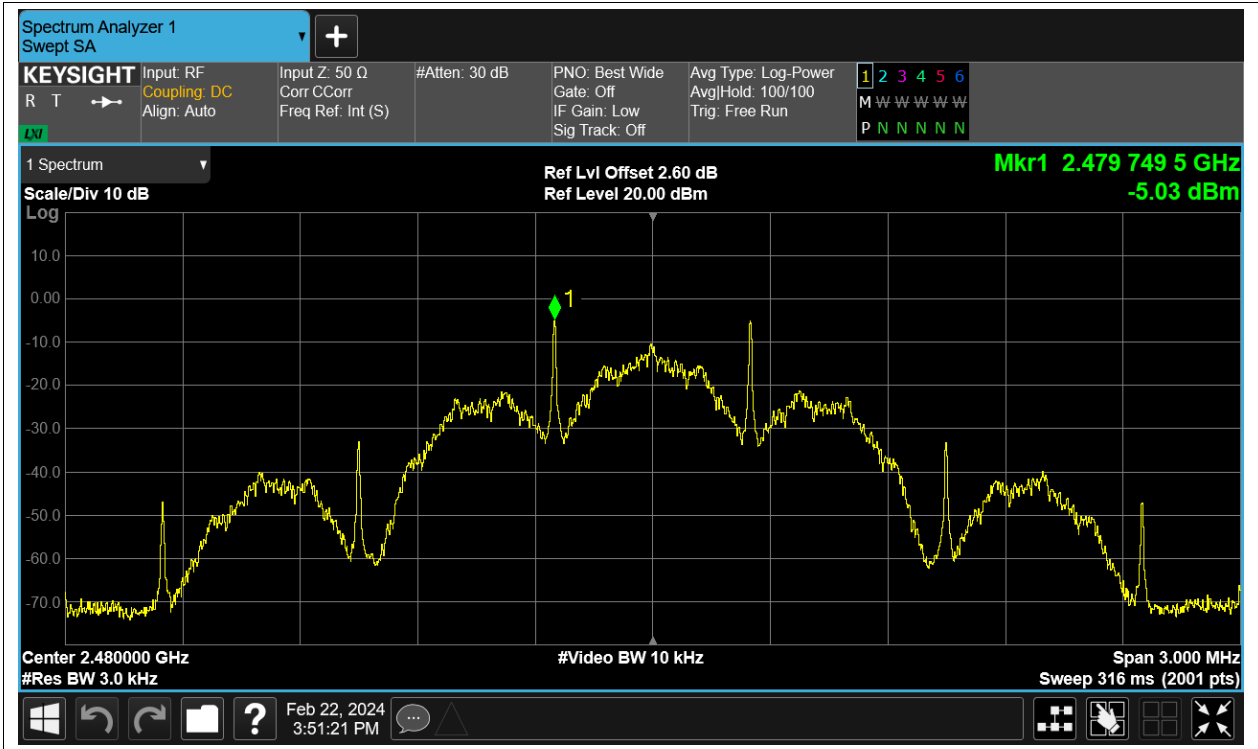 Spectrum Analyzer 1
Swept SA
KEYSIGHT
R T
LXI
Input: RF
Coupling: DC
Align: Auto
Input Z: 50 Ω
Corr CCorr
Freq Ref: Int (S)
#Atten: 30 dB
PNO: Best Wide
Gate: Off
IF Gain: Low
Sig Track: Off
Avg Type: Log-Power
Avg|Hold: 100/100
Trig: Free Run
1 2 3 4 5 6
M W W W W W W
P N N N N N N
1 Spectrum
Scale/Div 10 dB
Log
Ref Lvl Offset 2.60 dB
Ref Level 20.00 dBm
Mkr1 2.479 749 5 GHz
-5.03 dBm
10.0
0.00
-10.0
-20.0
-30.0
-40.0
-50.0
-60.0
-70.0
1
Center 2.480000 GHz
#Res BW 3.0 kHz
#Video BW 10 kHz
Span 3.000 MHz
Sweep 316 ms (2001 pts)
Feb 22, 2024
3:51:21 PM